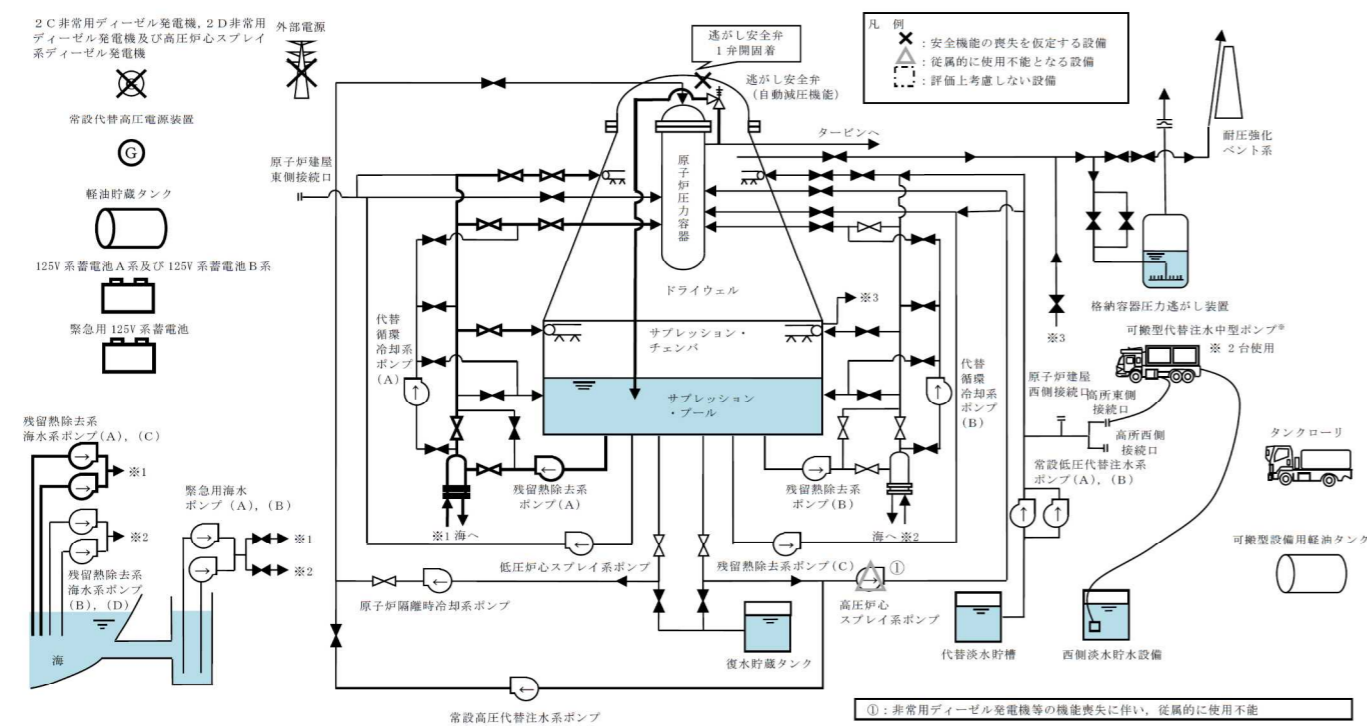 2C非常用ディーゼル発電機,2D非常用
ディーゼル発電機及び高圧炉心スプレイ
系ディーゼル発電機
外部電源
常設代替高圧電源装置
G
軽油貯蔵タンク
125V系蓄電池A系及び125V系蓄電池B系
緊急用125V系蓄電池
逃がし安全弁
1弁開固着
逃がし安全弁
(自動減圧機能)
凡 例
:安全機能の喪失を仮定する設備
:従属的に使用不能となる設備
:評価上考慮しない設備
タービンへ
耐圧強化
ベント系
原子炉建屋
東側接続口
原子炉圧力容器
ドライウェル
※3
サプレッション・
チェンバ
サプレッション
・プール
代替
循環
冷却系
ポンプ
(A)
代替
循環
冷却系
ポンプ
(B)
※3
格納容器圧力逃がし装置
可搬型代替注水中型ポンプ※
※ 2台使用
原子炉建屋
西側接続口
高所東側
接続口
高所西側
接続口
タンクローリ
可搬型設備用軽油タンク
常設低圧代替注水系
ポンプ(A),(B)
残留熱除去系
海水系ポンプ(A),(C)
※1
※2
残留熱除去系
海水系ポンプ
(B),(D)
緊急用海水
ポンプ(A),(B)
※1
※2
海
残留熱除去系
ポンプ(A)
残留熱除去系
ポンプ(B)
※1 海へ
海へ ※2
低圧炉心スプレイ系ポンプ
残留熱除去系ポンプ(C)
①
原子炉隔離時冷却系ポンプ
高圧炉心
スプレイ系ポンプ
復水貯蔵タンク
代替淡水貯槽
西側淡水貯水設備
常設高圧代替注水系ポンプ
①:非常用ディーゼル発電機等の機能喪失に伴い,従属的に使用不能